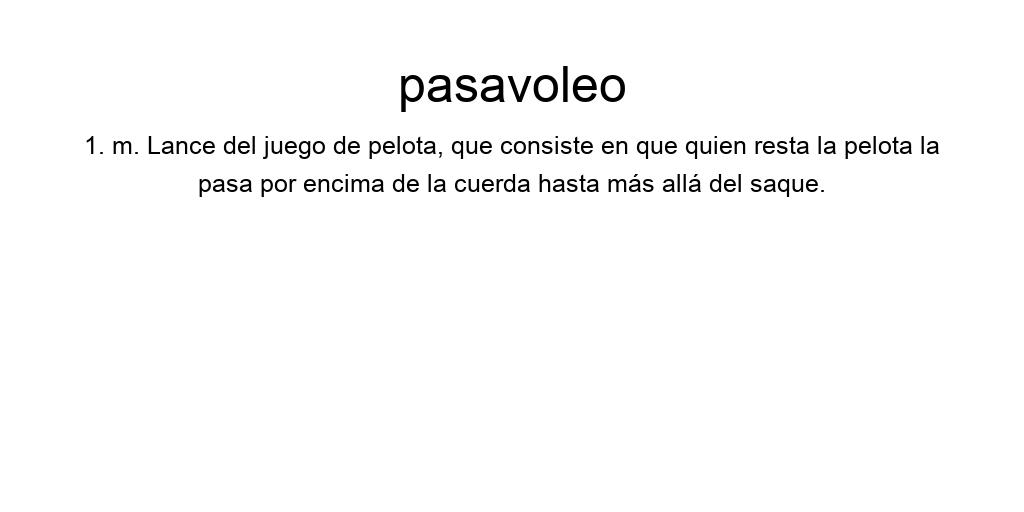 pasavoleo
1. m. Lance del juego de pelota, que consiste en que quien resta la pelota la
pasa por encima de la cuerda hasta más allá del saque.